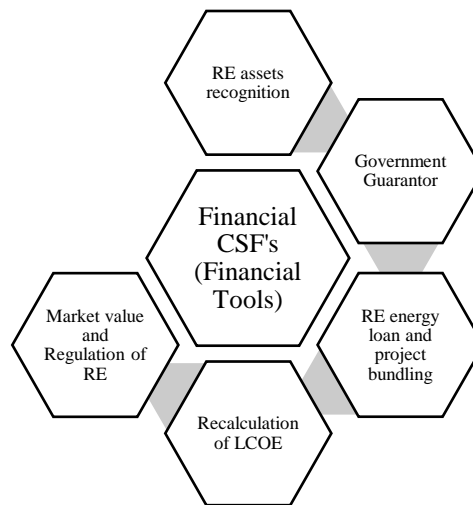 RE assets
recognition
Government
Guarantor
Financial
CSF's
(Financial
Tools)
RE energy
loan and
project
bundling
Market value
and
Regulation of
RE
Recalculation
of LCOE